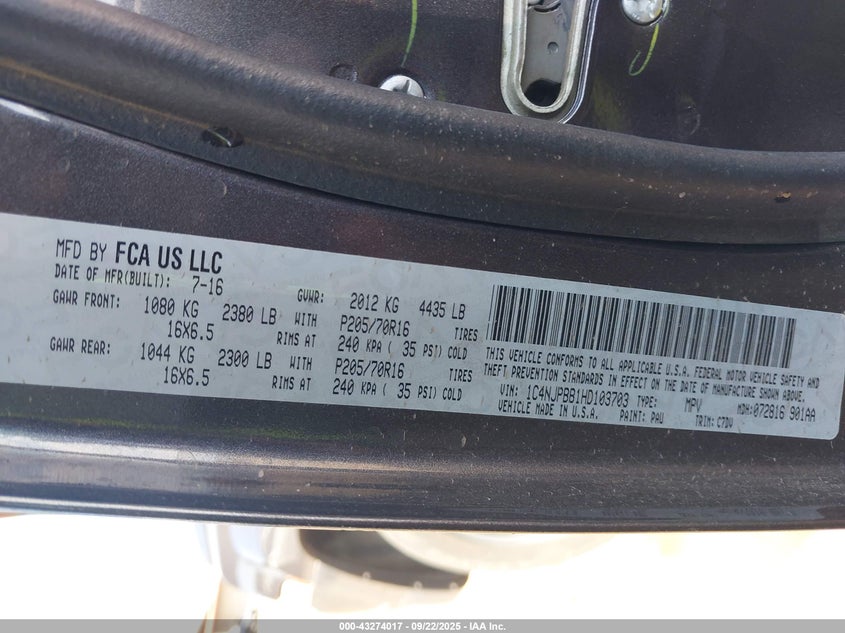 MFD BY FCA US LLC
DATE OF MFR(BUILT): 7-16 GVWR: 2012 KG 4435 LB
GAWR FRONT: 1080 KG 2380 LB WITH P205/70R16 TIRES
16X6.5 RIMS AT 240 KPA ( 35 PSI) COLD
GAWR REAR: 1044 KG 2300 LB WITH P205/70R16 TIRES
16X6.5 RIMS AT 240 KPA ( 35 PSI) COLD
THIS VEHICLE CONFORMS TO ALL APPLICABLE U.S.A. FEDERAL MOTOR VEHICLE SAFETY AND
THEFT PREVENTION STANDARDS IN EFFECT ON THE DATE OF MANUFACTURE SHOWN ABOVE.
VIN: 1C4NJPBB1HD103703 TYPE: MPV MDH: 072816 901AA
VEHICLE MADE IN U.S.A. PAINT: PAU TRIM: C7DV
000-43274017 - 09/22/2025 - IAA Inc.